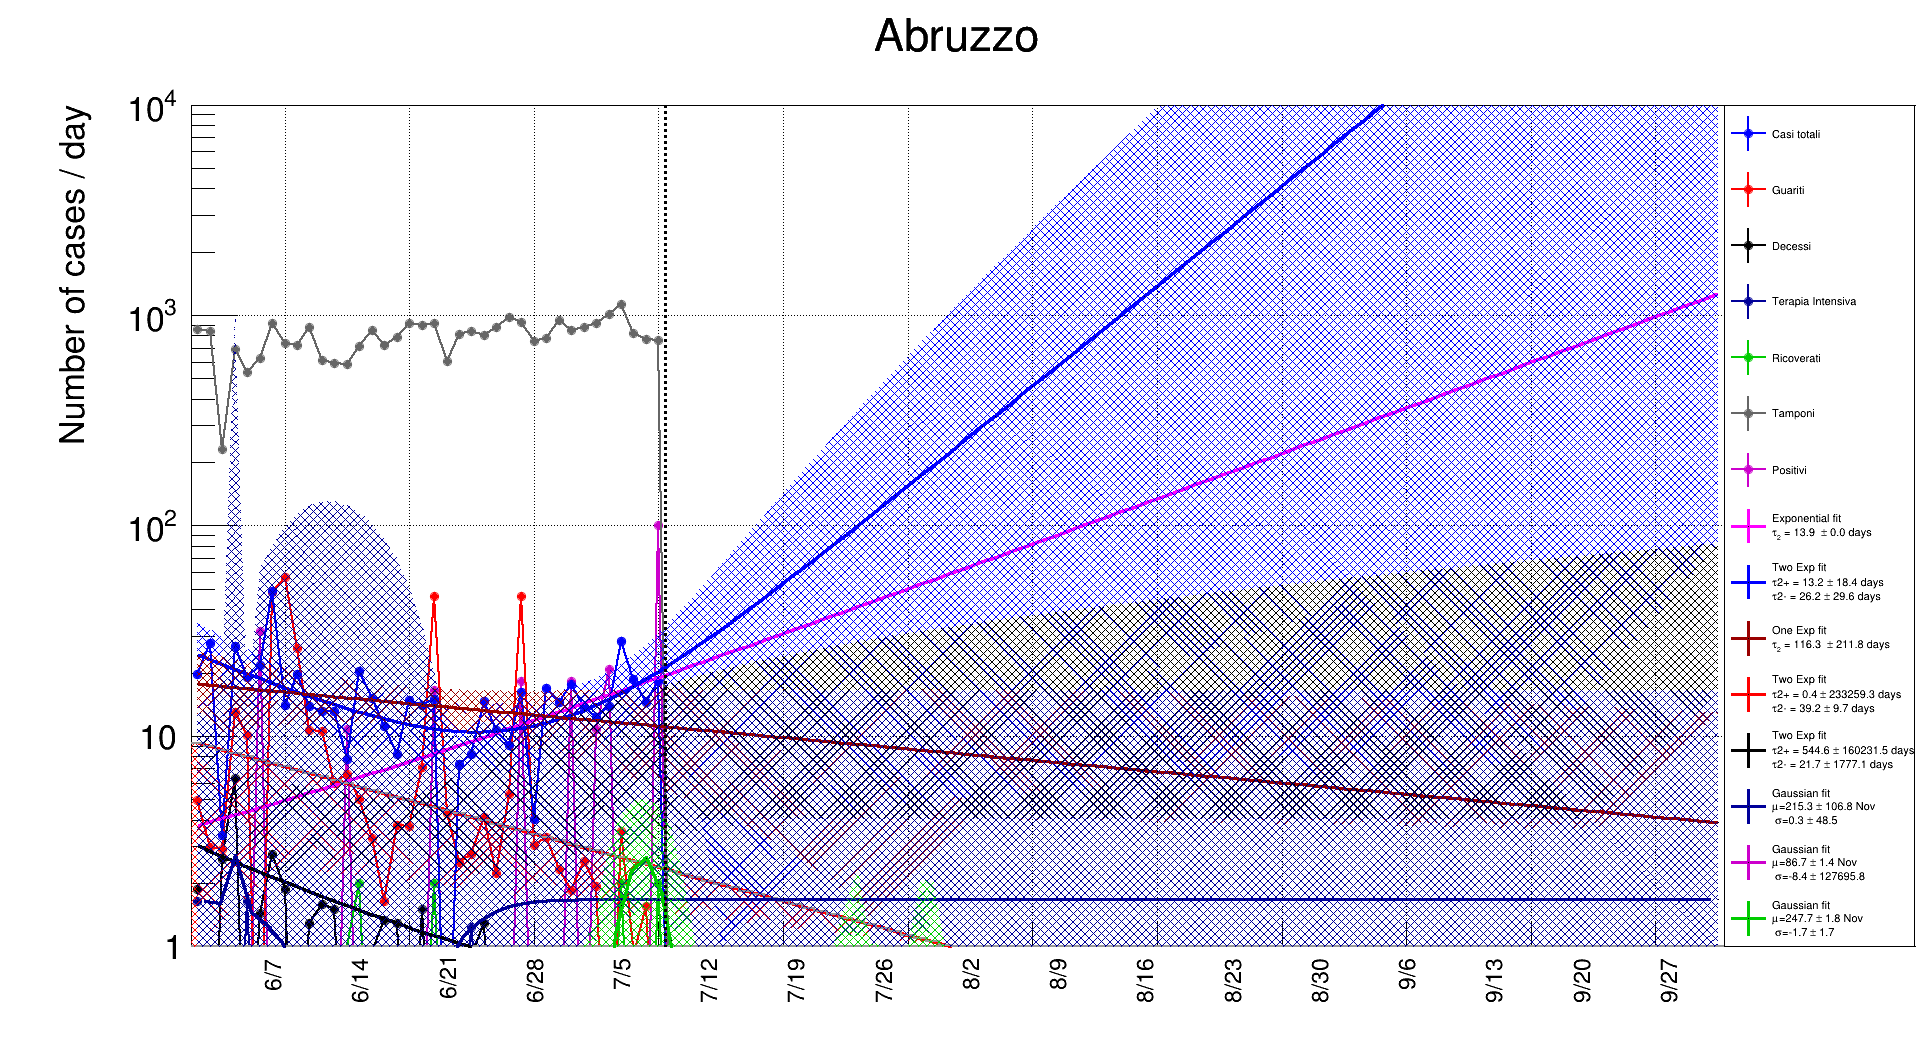 Abruzzo
Number of cases / day
10⁴
10³
10²
10
1
6/7
6/14
6/21
6/28
7/5
7/12
7/19
7/26
8/2
8/9
8/16
8/23
8/30
9/6
9/13
9/20
9/27
Casi totali
Guariti
Decessi
Terapia Intensiva
Ricoverati
Tamponi
Positivi
Exponential fit
τ₂ = 13.9 ± 0.0 days
Two Exp fit
τ2+ = 13.2 ± 18.4 days
τ2- = 26.2 ± 29.6 days
One Exp fit
τ₂ = 116.3 ± 211.8 days
Two Exp fit
τ2+ = 0.4 ± 233259.3 days
τ2- = 39.2 ± 9.7 days
Two Exp fit
τ2+ = 544.6 ± 160231.5 days
τ2- = 21.7 ± 1777.1 days
Gaussian fit
μ=215.3 ± 106.8 Nov
σ=0.3 ± 48.5
Gaussian fit
μ=86.7 ± 1.4 Nov
σ=-8.4 ± 127695.8
Gaussian fit
μ=247.7 ± 1.8 Nov
σ=-1.7 ± 1.7